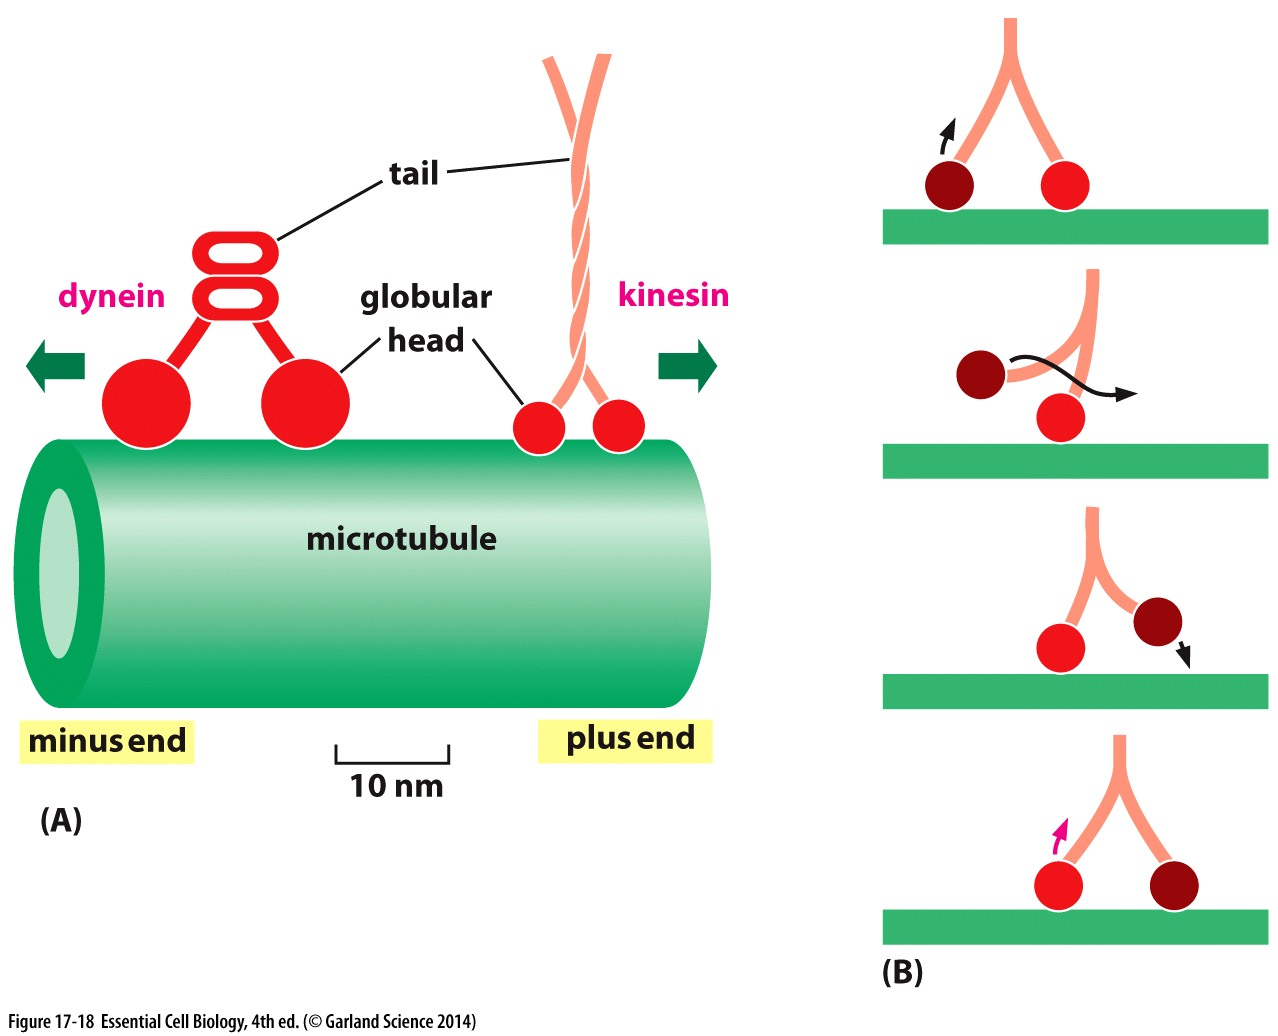 tail
dynein
globular
head
kinesin
microtubule
minus end
plus end
10 nm
(A)
(B)
Figure 17-18 Essential Cell Biology, 4th ed. (© Garland Science 2014)